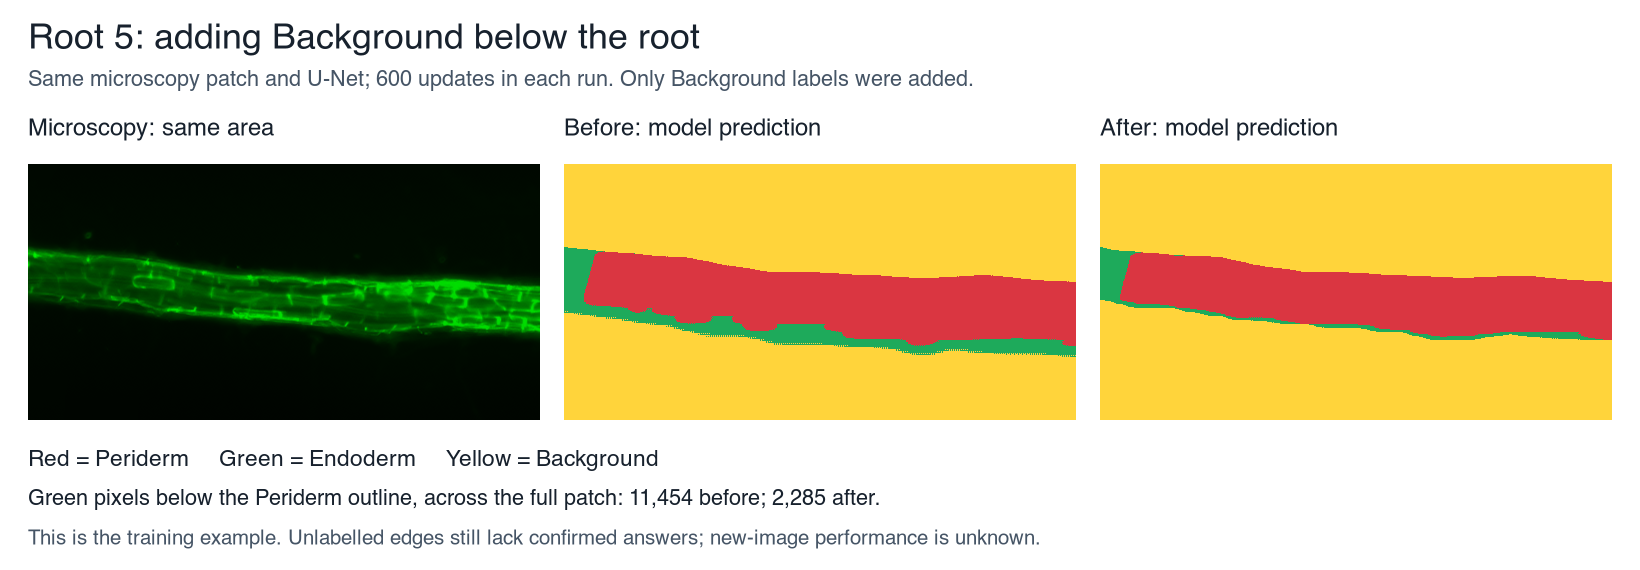 Root 5: adding Background below the root
Same microscopy patch and U-Net; 600 updates in each run. Only Background labels were added.
Microscopy: same area
Before: model prediction
After: model prediction
Red = Periderm
Green = Endoderm
Yellow = Background
Green pixels below the Periderm outline, across the full patch: 11,454 before; 2,285 after.
This is the training example. Unlabelled edges still lack confirmed answers; new-image performance is unknown.